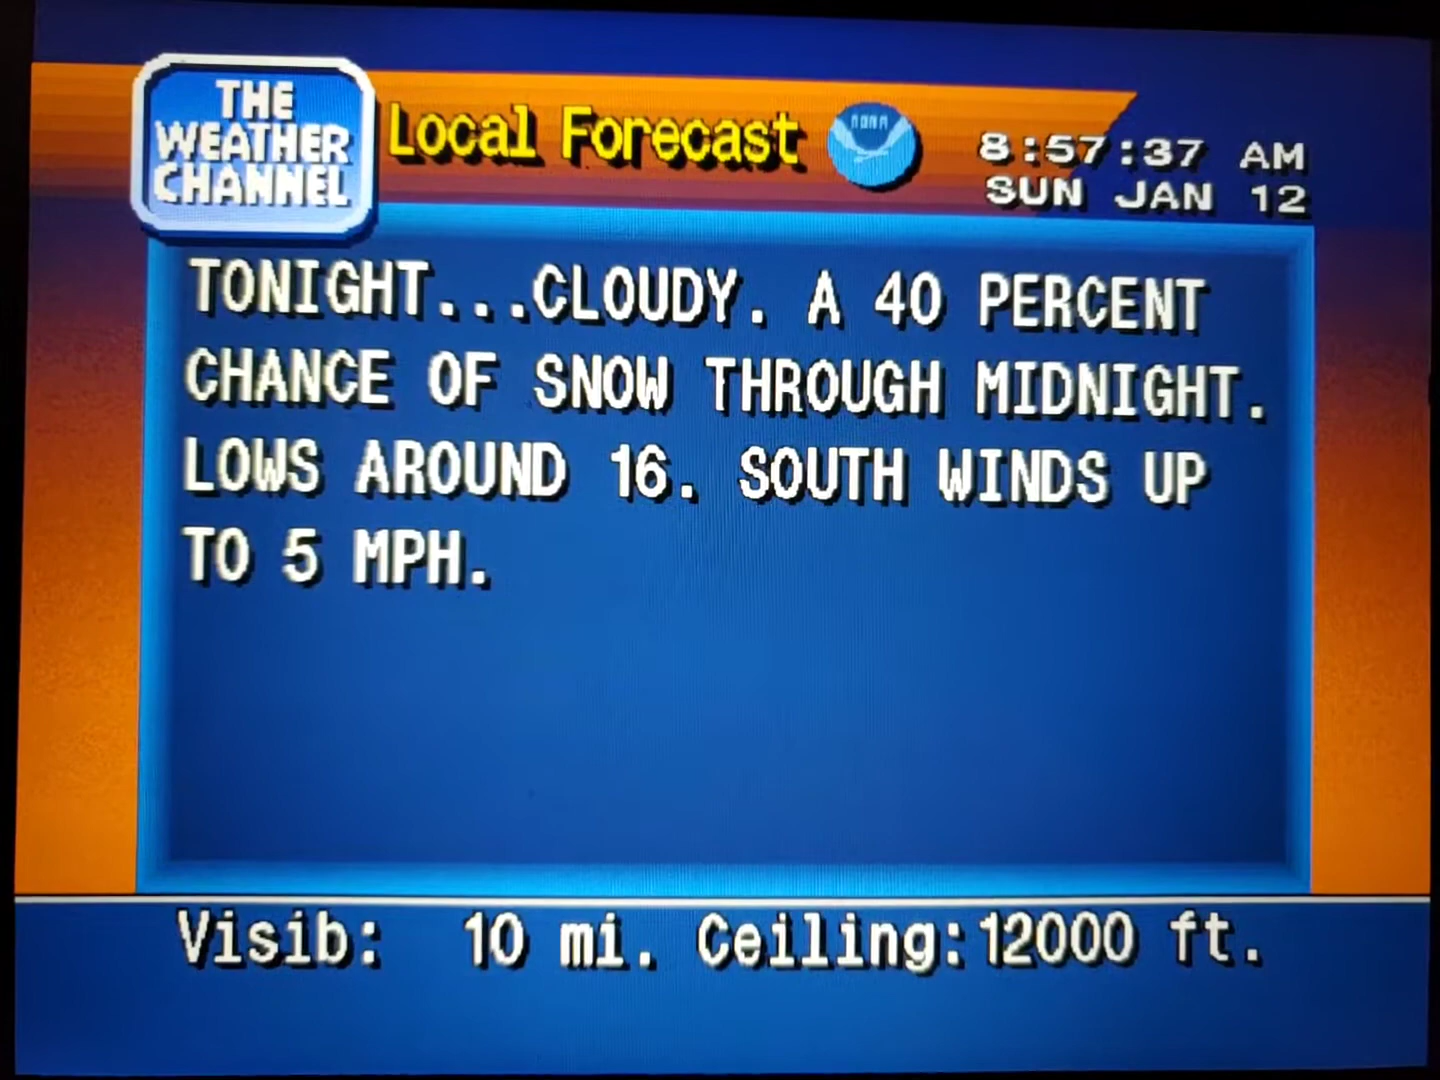 THE
WEATHER
CHANNEL
Local Forecast
NOAA
8:57:37 AM
SUN JAN 12
TONIGHT...CLOUDY. A 40 PERCENT
CHANCE OF SNOW THROUGH MIDNIGHT.
LOWS AROUND 16. SOUTH WINDS UP
TO 5 MPH.
Visib: 10 mi. Ceiling:12000 ft.